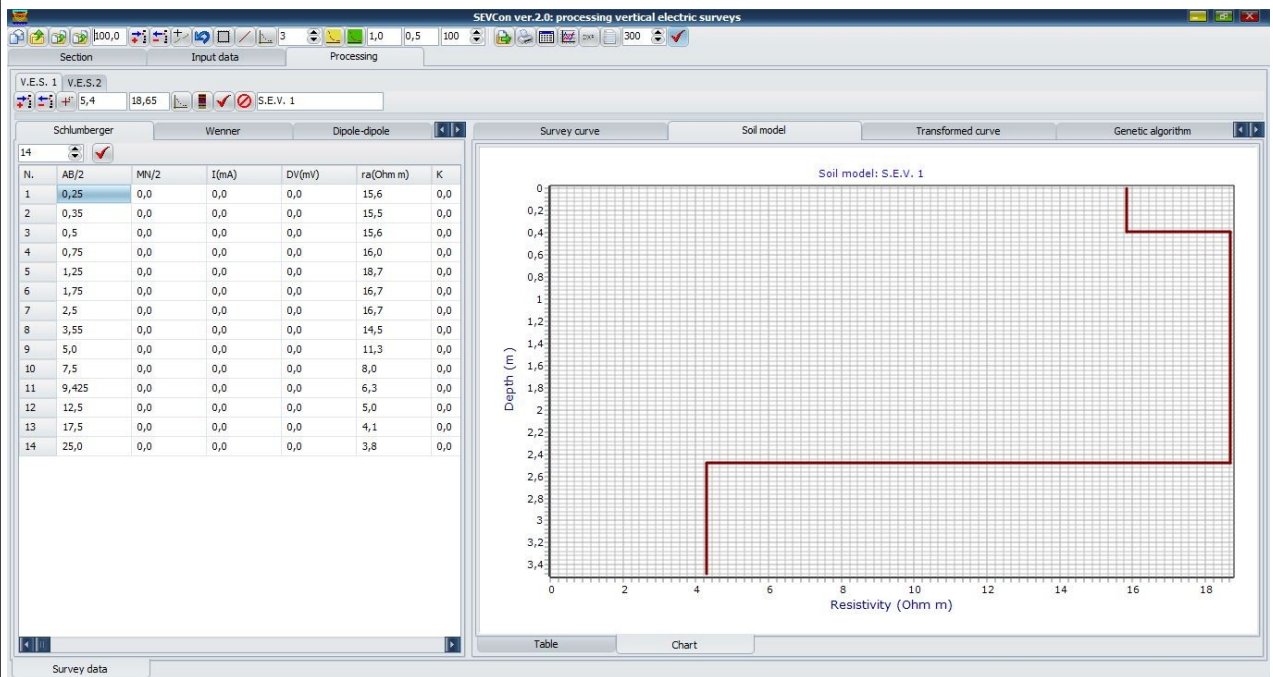 SEVCon ver.2.0: processing vertical electric surveys
100,0 3 1,0 0,5 100 300
Section Input data Processing
V.E.S. 1 V.E.S.2
5,4 18,65 S.E.V. 1
Schlumberger Wenner Dipole-dipole
14
N. AB/2 MN/2 I(mA) DV(mV) ra(Ohm m) K
1 0,25 0,0 0,0 0,0 15,6 0,0
2 0,35 0,0 0,0 0,0 15,5 0,0
3 0,5 0,0 0,0 0,0 15,6 0,0
4 0,75 0,0 0,0 0,0 16,0 0,0
5 1,25 0,0 0,0 0,0 18,7 0,0
6 1,75 0,0 0,0 0,0 16,7 0,0
7 2,5 0,0 0,0 0,0 16,7 0,0
8 3,55 0,0 0,0 0,0 14,5 0,0
9 5,0 0,0 0,0 0,0 11,3 0,0
10 7,5 0,0 0,0 0,0 8,0 0,0
11 9,425 0,0 0,0 0,0 6,3 0,0
12 12,5 0,0 0,0 0,0 5,0 0,0
13 17,5 0,0 0,0 0,0 4,1 0,0
14 25,0 0,0 0,0 0,0 3,8 0,0
Survey curve Soil model Transformed curve Genetic algorithm
Soil model: S.E.V. 1
0
0,2
0,4
0,6
0,8
1
1,2
1,4
1,6
1,8
2
2,2
2,4
2,6
2,8
3
3,2
3,4
Depth (m)
0 2 4 6 8 10 12 14 16 18
Resistivity (Ohm m)
Table Chart
Survey data